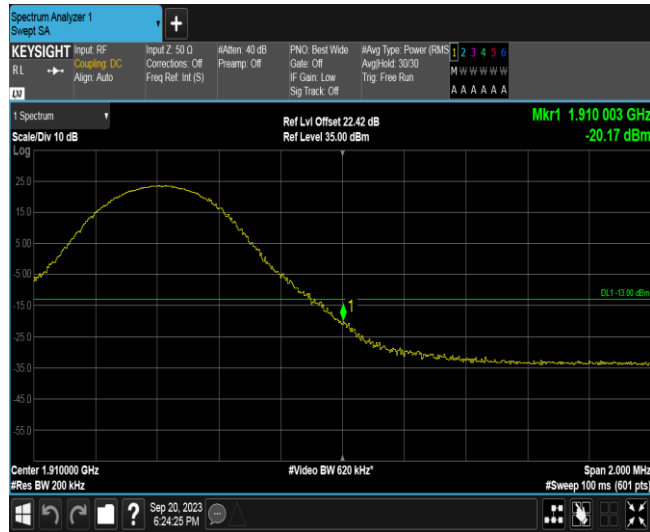 Spectrum Analyzer 1
Swept SA
KEYSIGHT
RL
LXI
Input: RF
Coupling: DC
Align: Auto
Input Z: 50 Ω
Corrections: Off
Freq Ref: Int (S)
#Atten: 40 dB
Preamp: Off
PNO: Best Wide
Gate: Off
IF Gain: Low
Sig Track: Off
#Avg Type: Power (RMS
Avg|Hold: 30/30
Trig: Free Run
1 2 3 4 5 6
M W W W W W
A A A A A A
1 Spectrum
Scale/Div 10 dB
Log
Ref Lvl Offset 22.42 dB
Ref Level 35.00 dBm
Mkr1 1.910 003 GHz
-20.17 dBm
25.0
15.0
5.00
-5.00
DL1 -13.00 dBm
-15.0
1
-25.0
-35.0
-45.0
-55.0
Center 1.910000 GHz
#Res BW 200 kHz
#Video BW 620 kHz*
Span 2.000 MHz
#Sweep 100 ms (601 pts)
?
Sep 20, 2023
6:24:25 PM